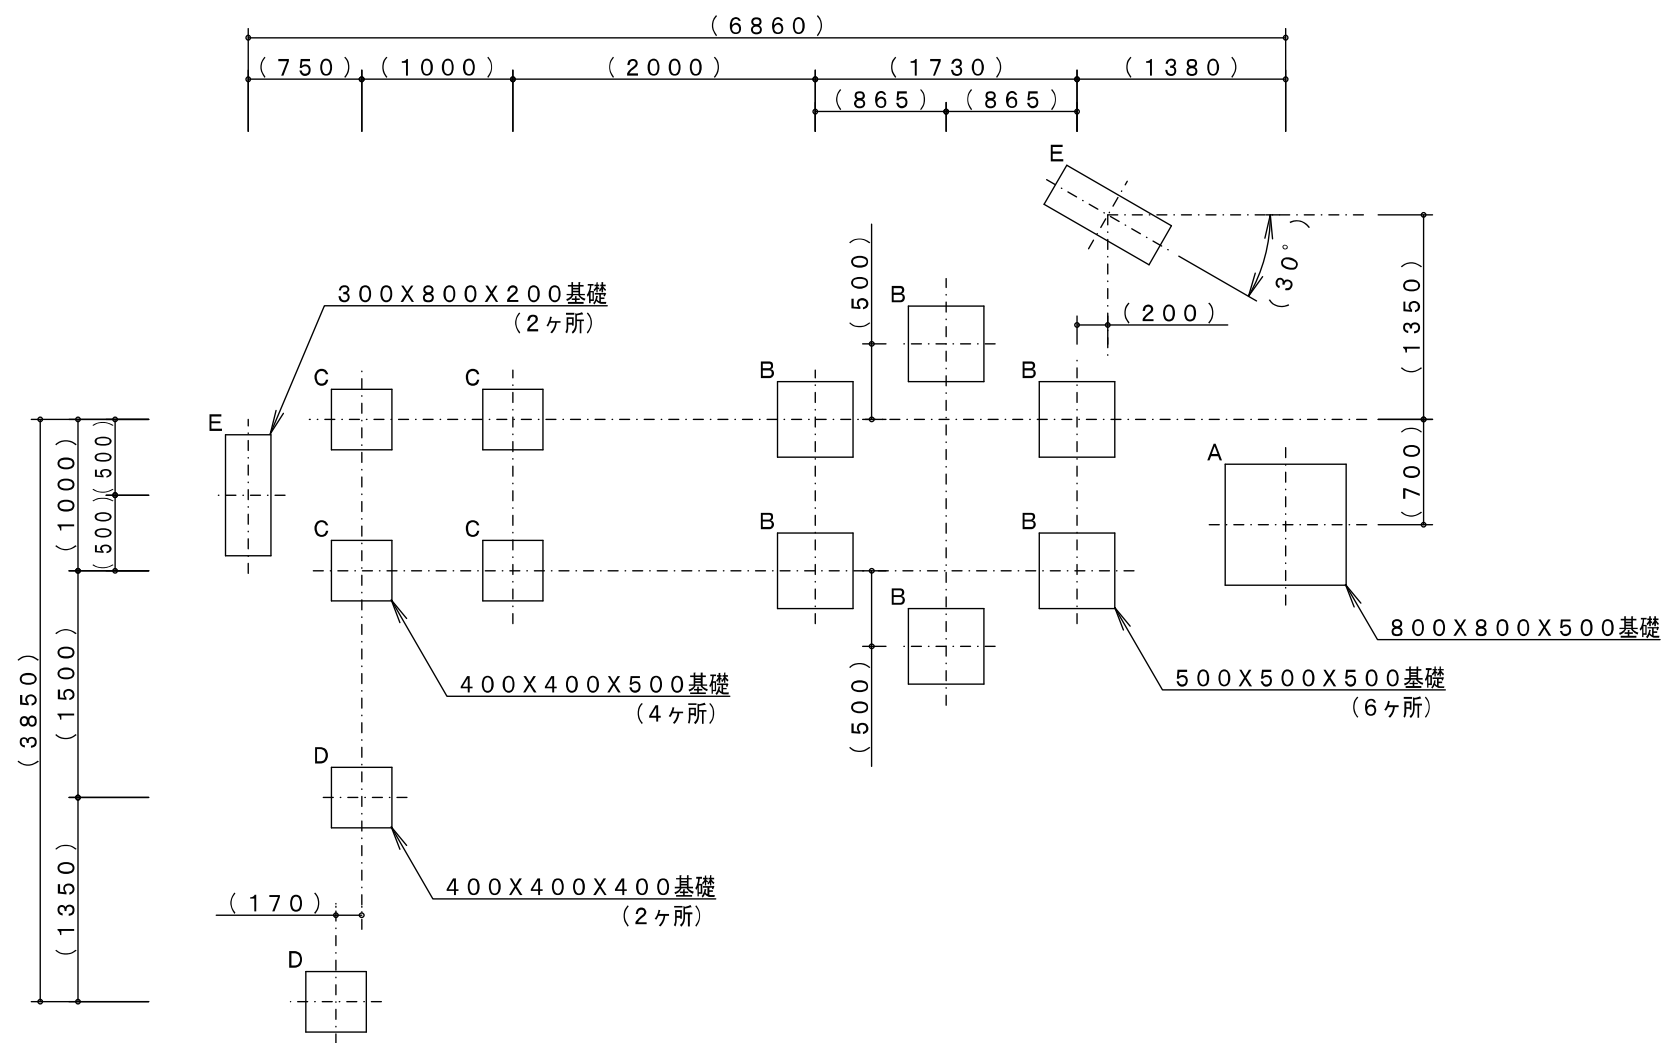 (6860)
(750)
(1000)
(2000)
(1730)
(1380)
(865)
(865)
E
(30°)
(500)
(1350)
B
300X800X200基礎
(2ヶ所)
(200)
C
C
B
B
E
(500)
(1000)
(700)
A
(500)
C
C
B
B
B
800X800X500基礎
(3850)
(1500)
400X400X500基礎
(4ヶ所)
(500)
500X500X500基礎
(6ヶ所)
D
400X400X400基礎
(2ヶ所)
(1350)
(170)
D